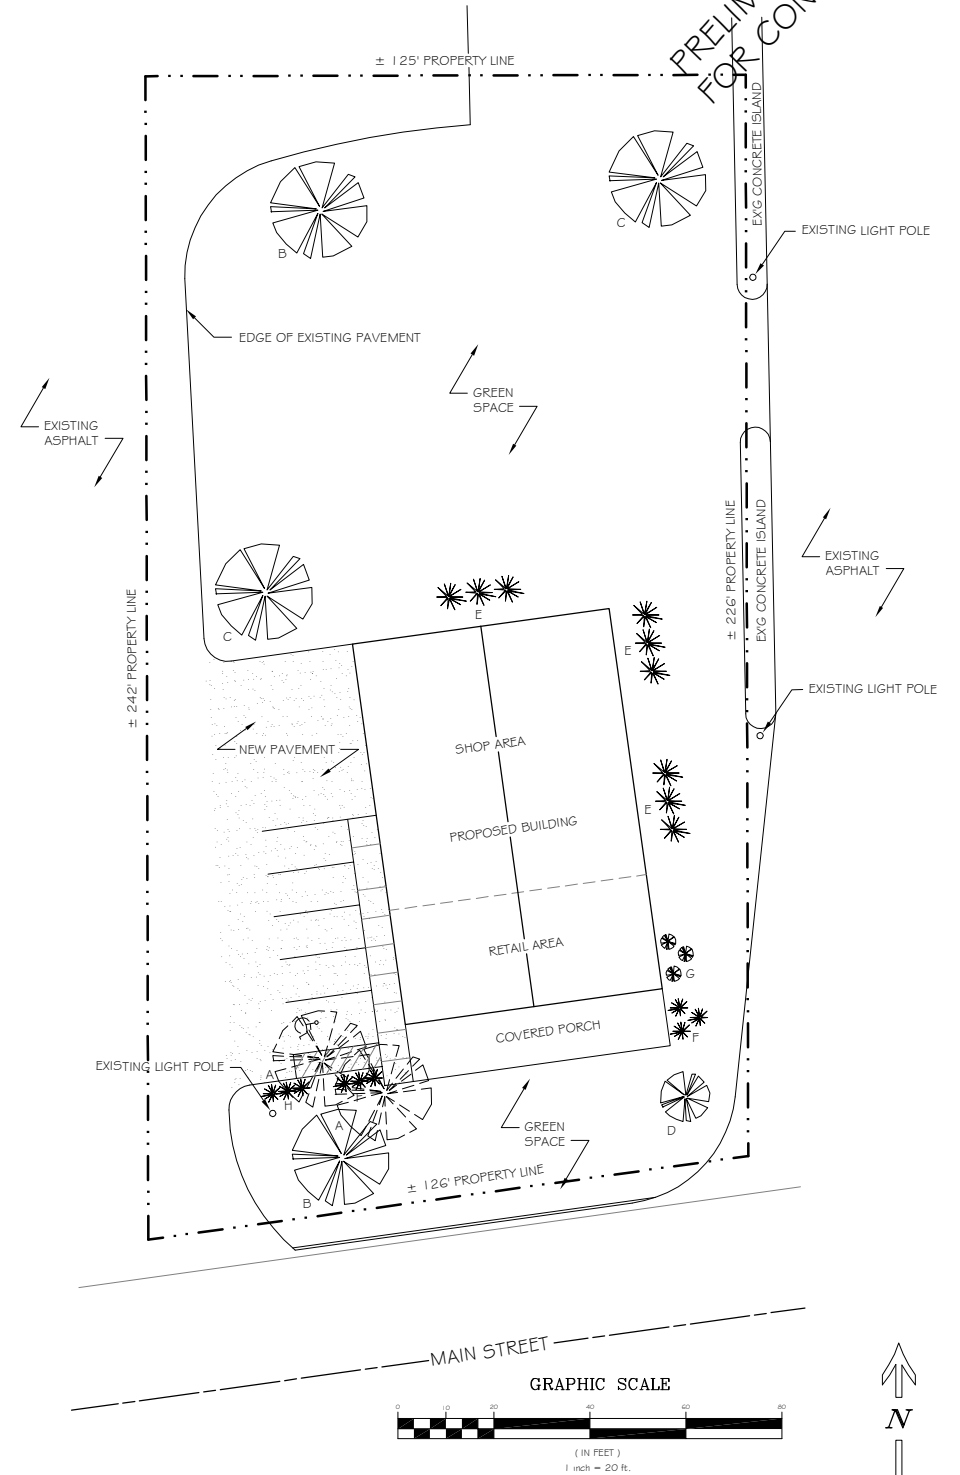 PRELIM
FOR CON
± 125' PROPERTY LINE
EX'G CONCRETE ISLAND
C
EXISTING LIGHT POLE
B
EDGE OF EXISTING PAVEMENT
GREEN
SPACE
EXISTING
ASPHALT
± 226' PROPERTY LINE
EX'G CONCRETE ISLAND
EXISTING
ASPHALT
± 242' PROPERTY LINE
E
C
E
EXISTING LIGHT POLE
SHOP AREA
NEW PAVEMENT
PROPOSED BUILDING
E
RETAIL AREA
G
COVERED PORCH
F
EXISTING LIGHT POLE
A
H
F
A
GREEN
SPACE
D
± 126' PROPERTY LINE
B
MAIN STREET
GRAPHIC SCALE
0 10 20 40 60 80
( IN FEET )
1 inch = 20 ft.
N